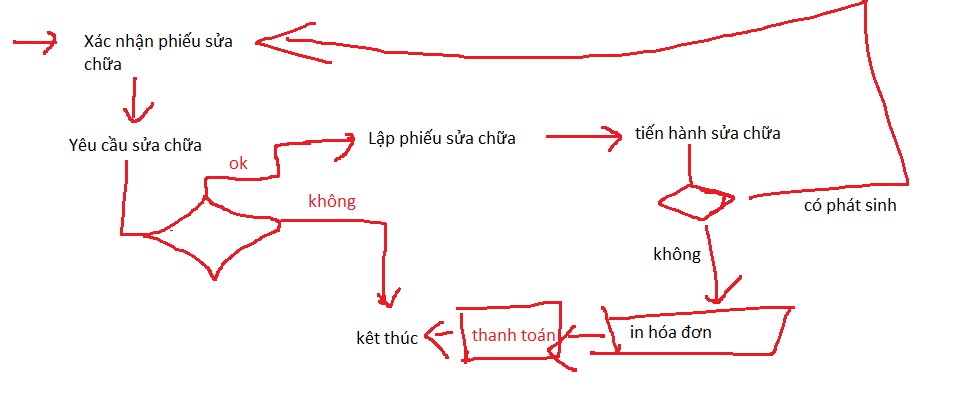 Xác nhận phiếu sửa
chữa
Yêu cầu sửa chữa
ok
Lập phiếu sửa chữa
tiến hành sửa chữa
không
có phát sinh
không
kêt thúc
thanh toán
in hóa đơn